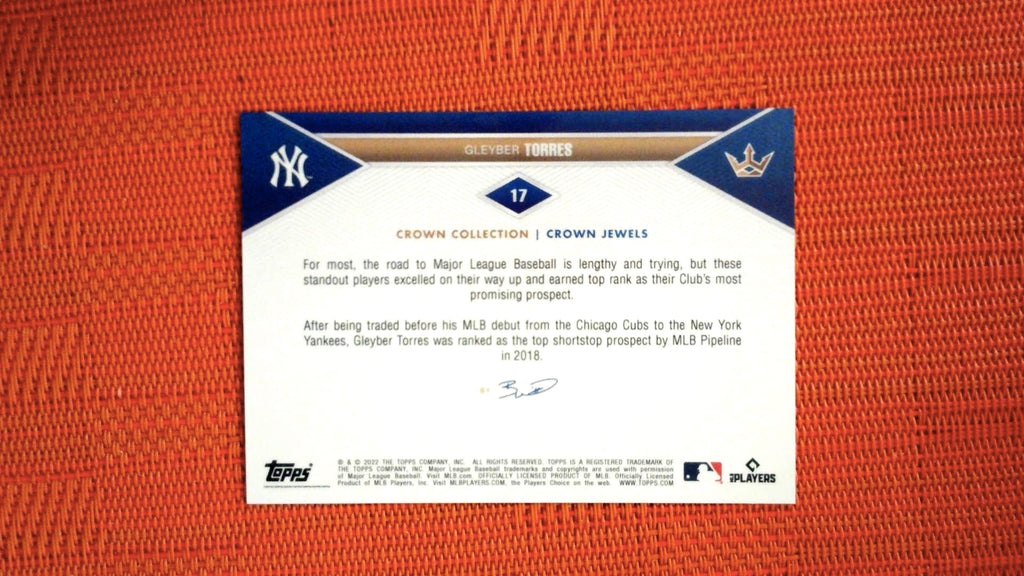 GLEYBER TORRES
NY
17
CROWN COLLECTION | CROWN JEWELS
For most, the road to Major League Baseball is lengthy and trying, but these
standout players excelled on their way up and earned top rank as their Club's most
promising prospect.
After being traded before his MLB debut from the Chicago Cubs to the New York
Yankees, Gleyber Torres was ranked as the top shortstop prospect by MLB Pipeline
in 2018.
BY
topps
® & © 2022 THE TOPPS COMPANY, INC. ALL RIGHTS RESERVED. TOPPS IS A REGISTERED TRADEMARK OF
THE TOPPS COMPANY, INC. Major League Baseball trademarks and copyrights are used with permission
of Major League Baseball. Visit MLB.com. OFFICIALLY LICENSED PRODUCT OF MLB. Officially Licensed
Product of MLB Players, Inc. Visit MLBPLAYERS.COM, the Players Choice on the web. WWW.TOPPS.COM
MLB PLAYERS